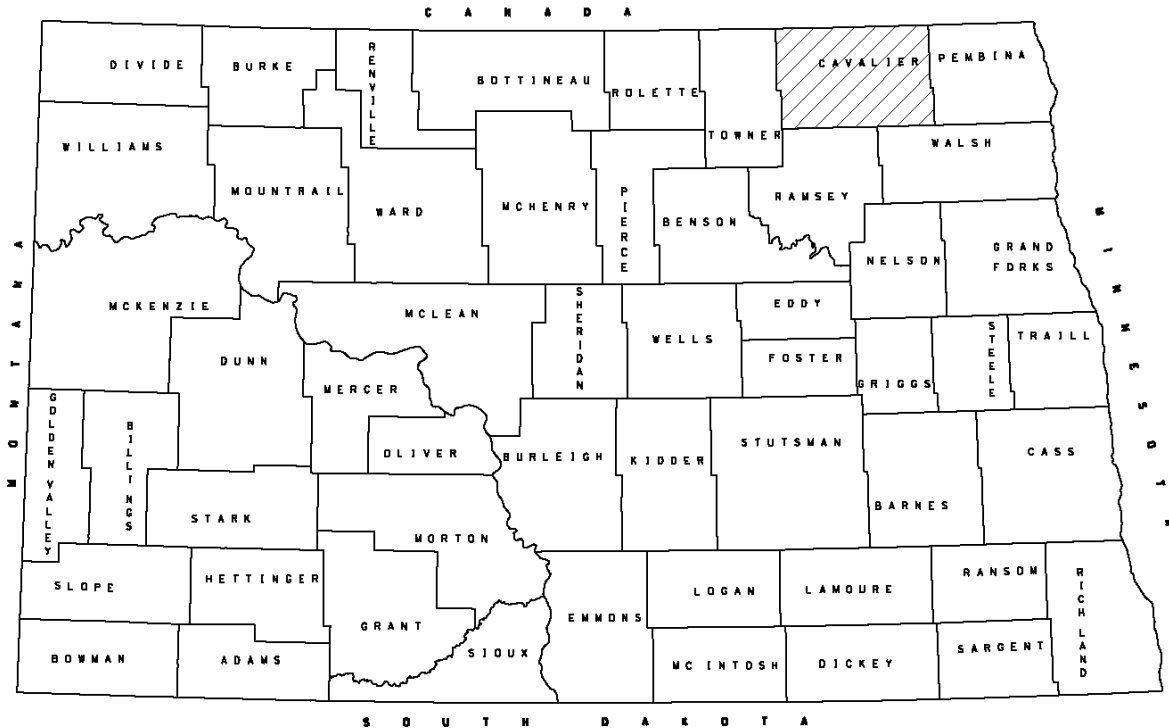 CANADA
DIVIDE
BURKE
RENVILLE
BOTTINEAU
ROLETTE
TOWNER
CAVALIER
PEMBINA
WILLIAMS
MOUNTRAIL
WARD
MCHENRY
PIERCE
BENSON
RAMSEY
WALSH
NELSON
GRAND
FORKS
MONTANA
MINNESOTA
MCKENZIE
DUNN
MCLEAN
SHERIDAN
WELLS
EDDY
FOSTER
GRIGGS
STEELE
TRAILL
MERCER
OLIVER
GOLDEN VALLEY
BILLINGS
BURLEIGH
KIDDER
STUTSMAN
BARNES
CASS
STARK
MORTON
SLOPE
HETTINGER
GRANT
EMMONS
LOGAN
LAMOURE
RANSOM
RICHLAND
BOWMAN
ADAMS
SIOUX
MCINTOSH
DICKEY
SARGENT
SOUTH DAKOTA